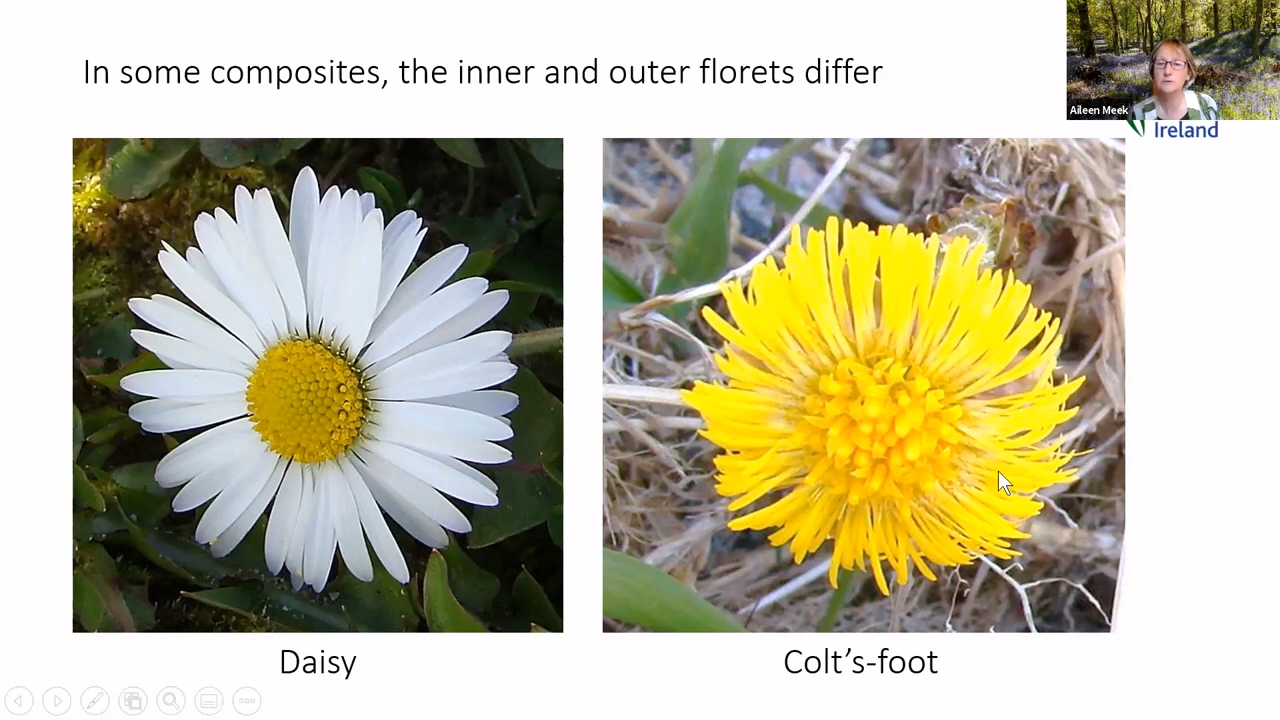 In some composites, the inner and outer florets differ
Aileen Meek
Ireland
Daisy
Colt’s-foot